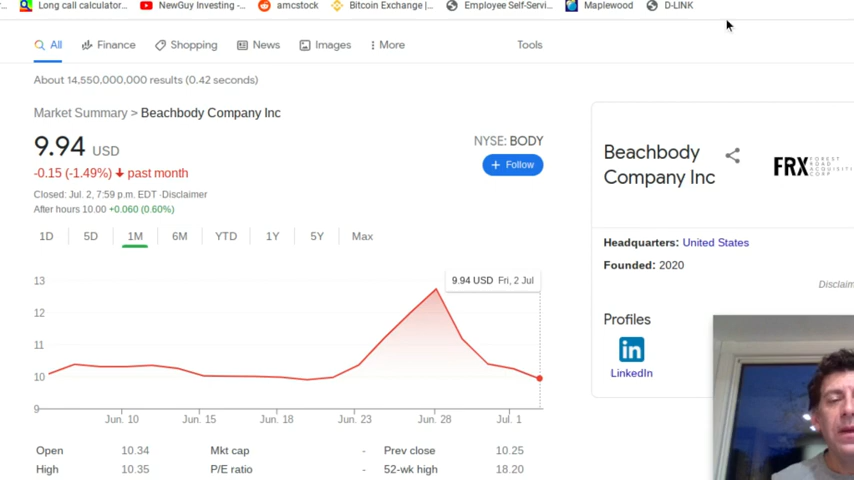 Long call calculator...
NewGuy Investing -...
amcstock
Bitcoin Exchange |...
Employee Self-Servi...
Maplewood
D-LINK
All
Finance
Shopping
News
Images
More
Tools
About 14,550,000,000 results (0.42 seconds)
Market Summary > Beachbody Company Inc
9.94 USD
NYSE: BODY
+ Follow
-0.15 (-1.49%) past month
Closed: Jul. 2, 7:59 p.m. EDT ·Disclaimer
After hours 10.00 +0.060 (0.60%)
1D
5D
1M
6M
YTD
1Y
5Y
Max
9.94 USD Fri, 2 Jul
13
12
11
10
9
Jun. 10
Jun. 15
Jun. 18
Jun. 23
Jun. 28
Jul. 1
Open 10.34
Mkt cap -
Prev close 10.25
High 10.35
P/E ratio -
52-wk high 18.20
Beachbody
Company Inc
FRX
FOREST
ROAD
Headquarters: United States
Founded: 2020
Disclaim
Profiles
in
LinkedIn